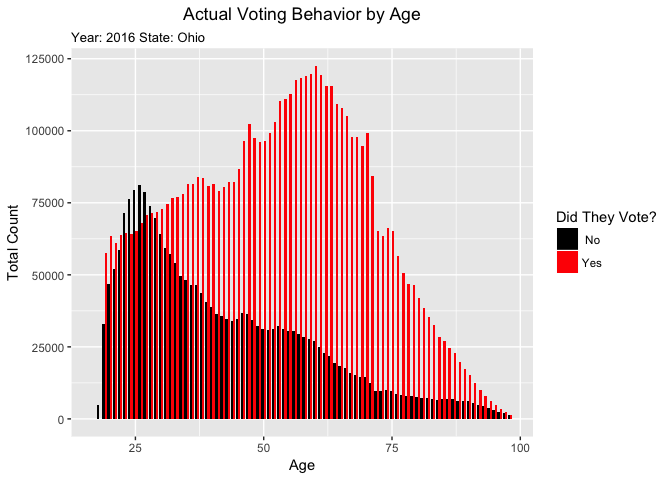 Actual Voting Behavior by Age
Year: 2016 State: Ohio
125000
100000
75000
50000
25000
0
Total Count
25 50 75 100
Age
Did They Vote?
No
Yes